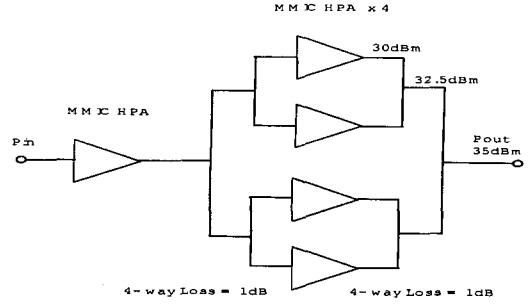 MMIC HPA x4
30dBm
32.5dBm
MMIC HPA
Pin
Pout
35dBm
4-way Loss = 1dB
4-way Loss = 1dB